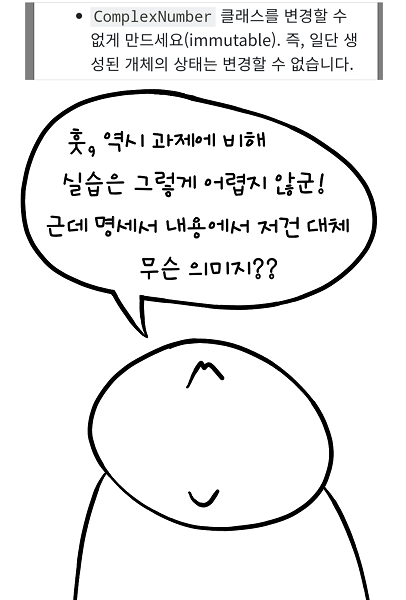 • ComplexNumber 클래스를 변경할 수
없게 만드세요(immutable). 즉, 일단 생
성된 개체의 상태는 변경할 수 없습니다.
훗, 역시 과제에 비해
실습은 그렇게 어렵지 않군!
근데 명세서 내용에서 저건 대체
무슨 의미지??